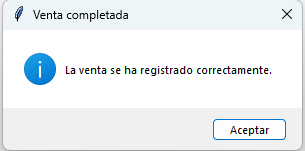 Venta completada
La venta se ha registrado correctamente.
Aceptar